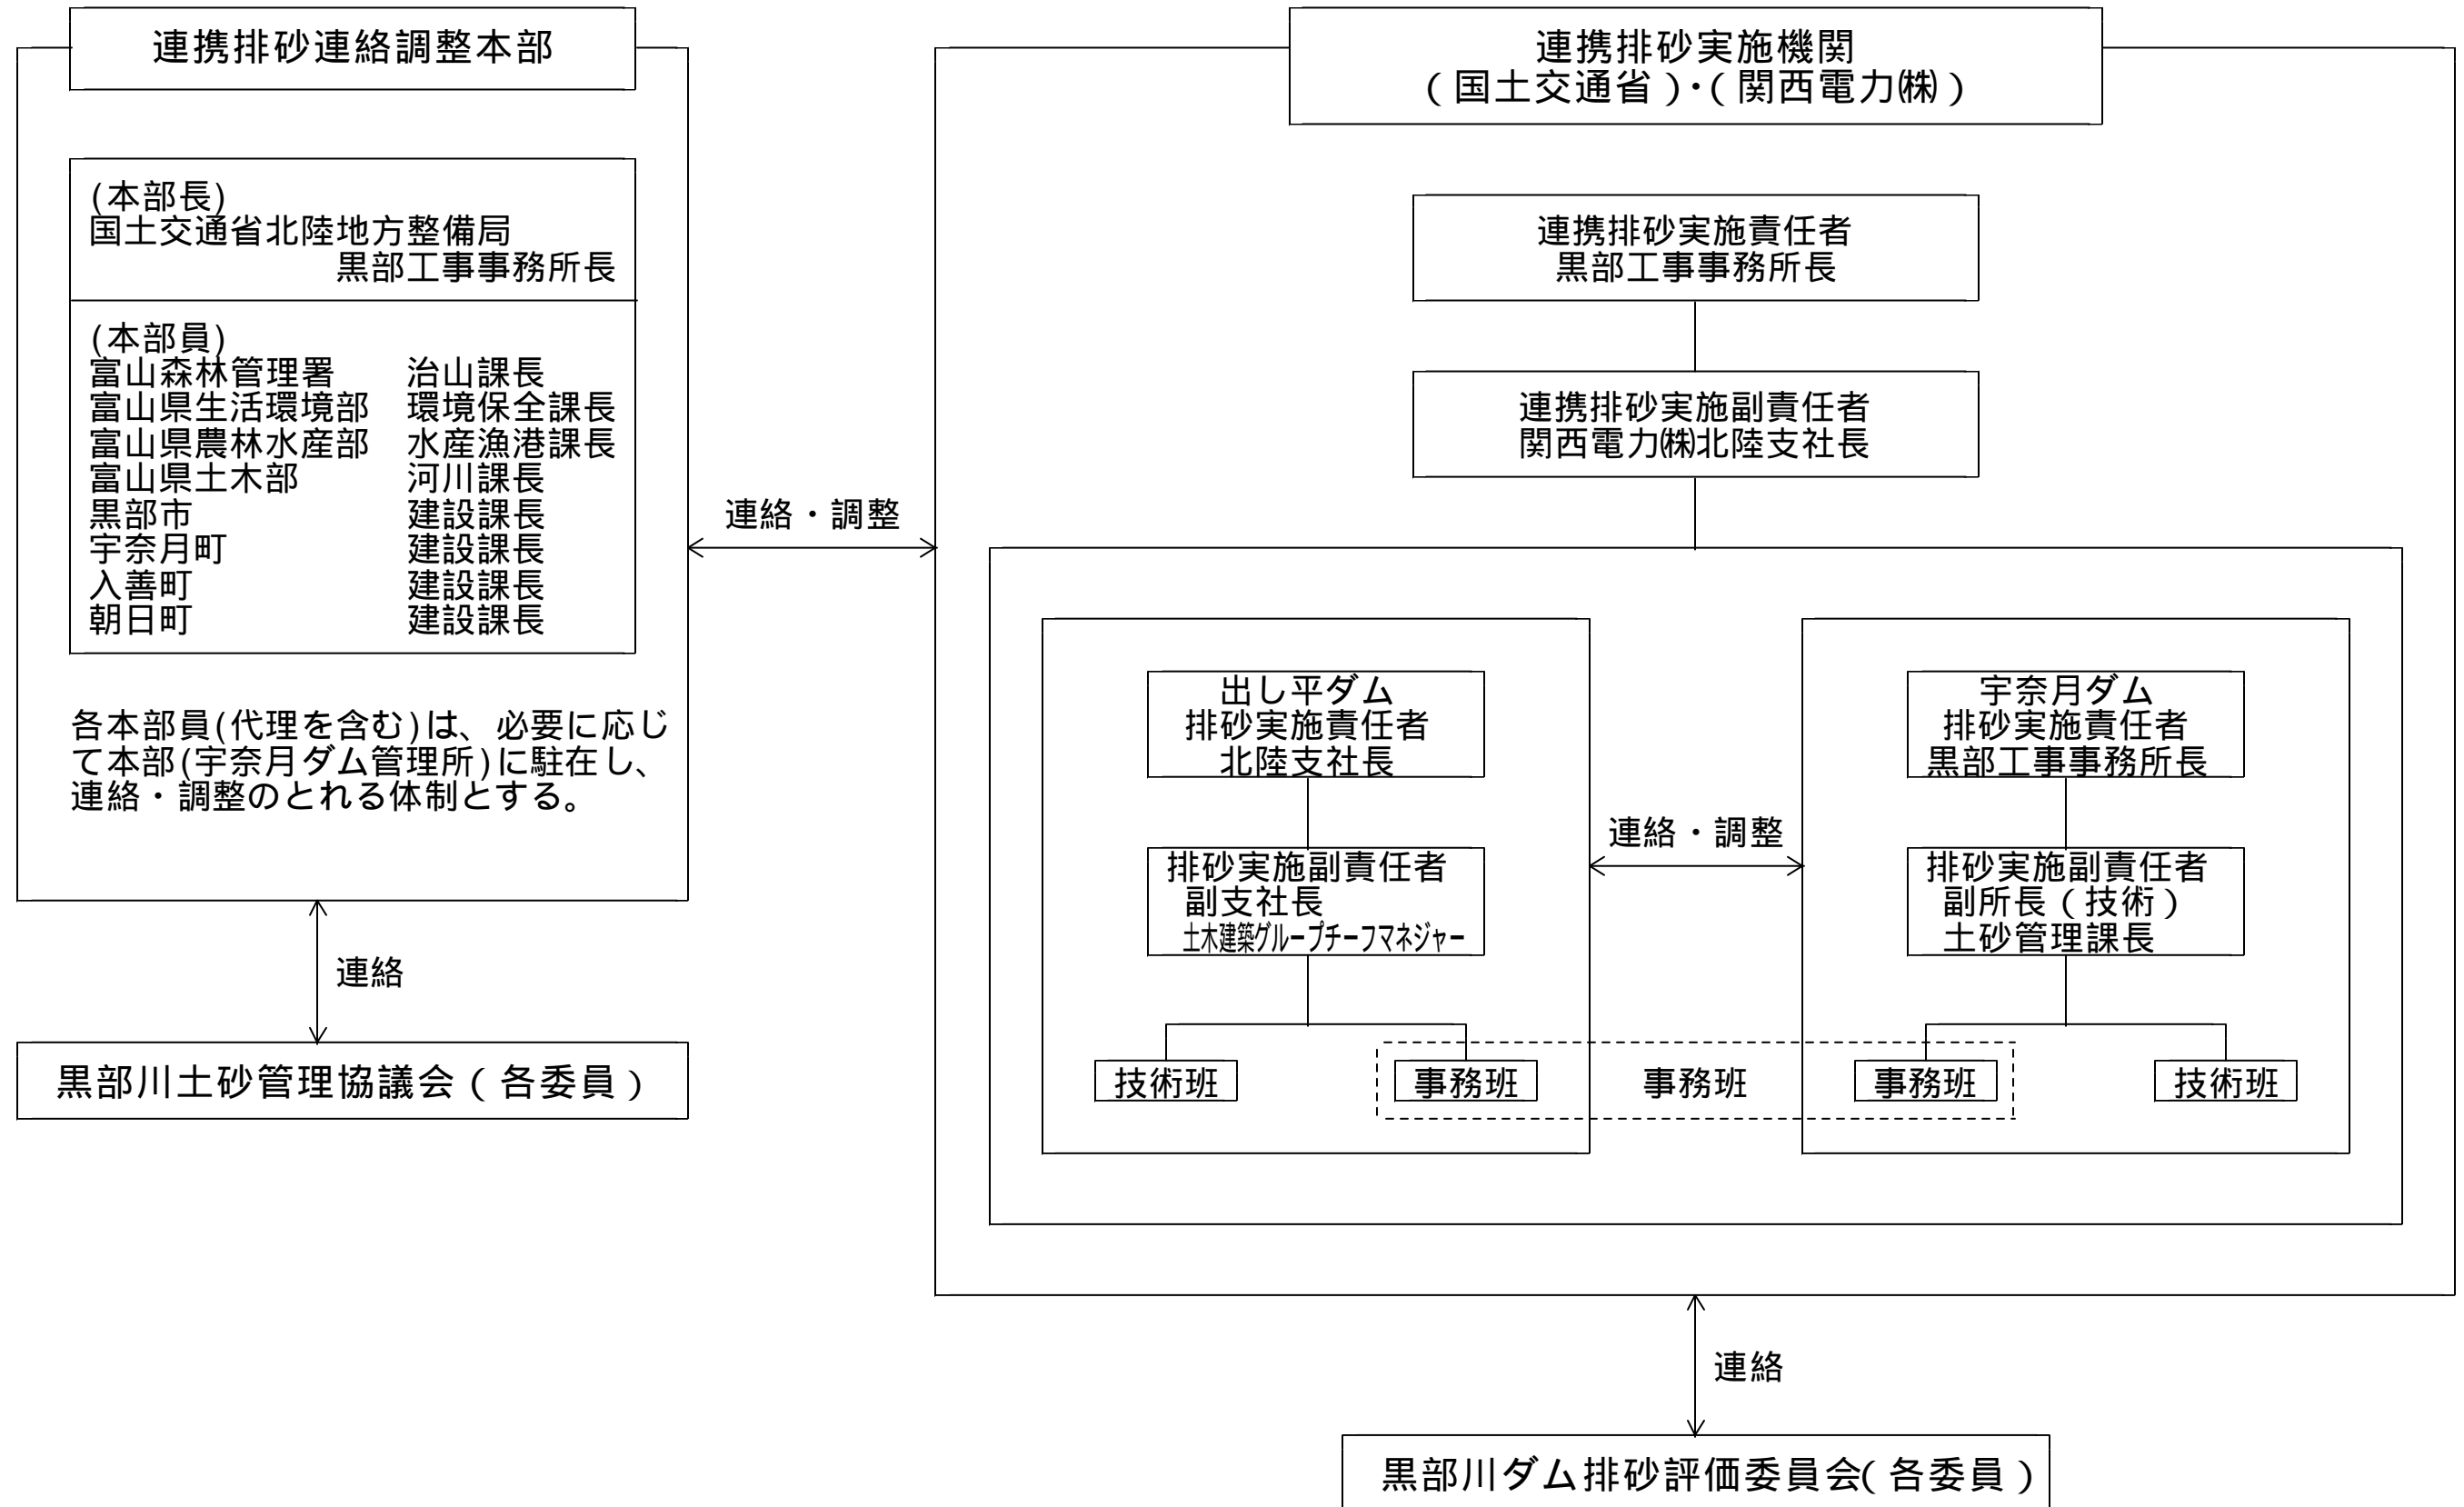 連携排砂連絡調整本部
(本部長)
国土交通省北陸地方整備局
黒部工事事務所長
(本部員)
富山森林管理署 治山課長
富山県生活環境部 環境保全課長
富山県農林水産部 水産漁港課長
富山県土木部 河川課長
黒部市 建設課長
宇奈月町 建設課長
入善町 建設課長
朝日町 建設課長
各本部員(代理を含む)は、必要に応じ
て本部(宇奈月ダム管理所)に駐在し、
連絡・調整のとれる体制とする。
連絡
黒部川土砂管理協議会(各委員)
連絡・調整
連携排砂実施機関
(国土交通省)・(関西電力㈱)
連携排砂実施責任者
黒部工事事務所長
連携排砂実施副責任者
関西電力㈱北陸支社長
出し平ダム
排砂実施責任者
北陸支社長
排砂実施副責任者
副支社長
土木建築グループチーフマネジャー
技術班
事務班
連絡・調整
事務班
宇奈月ダム
排砂実施責任者
黒部工事事務所長
排砂実施副責任者
副所長(技術)
土砂管理課長
事務班
技術班
連絡
黒部川ダム排砂評価委員会(各委員)